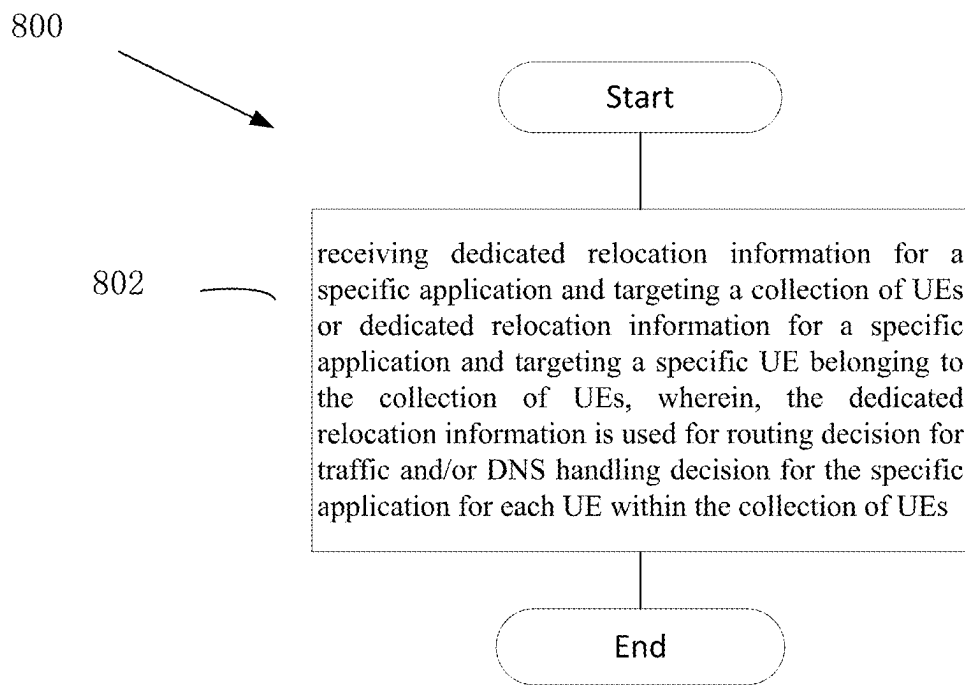 800
Start
802
receiving dedicated relocation information for a
specific application and targeting a collection of UEs
or dedicated relocation information for a specific
application and targeting a specific UE belonging to
the collection of UEs, wherein, the dedicated
relocation information is used for routing decision for
traffic and/or DNS handling decision for the specific
application for each UE within the collection of UEs
End